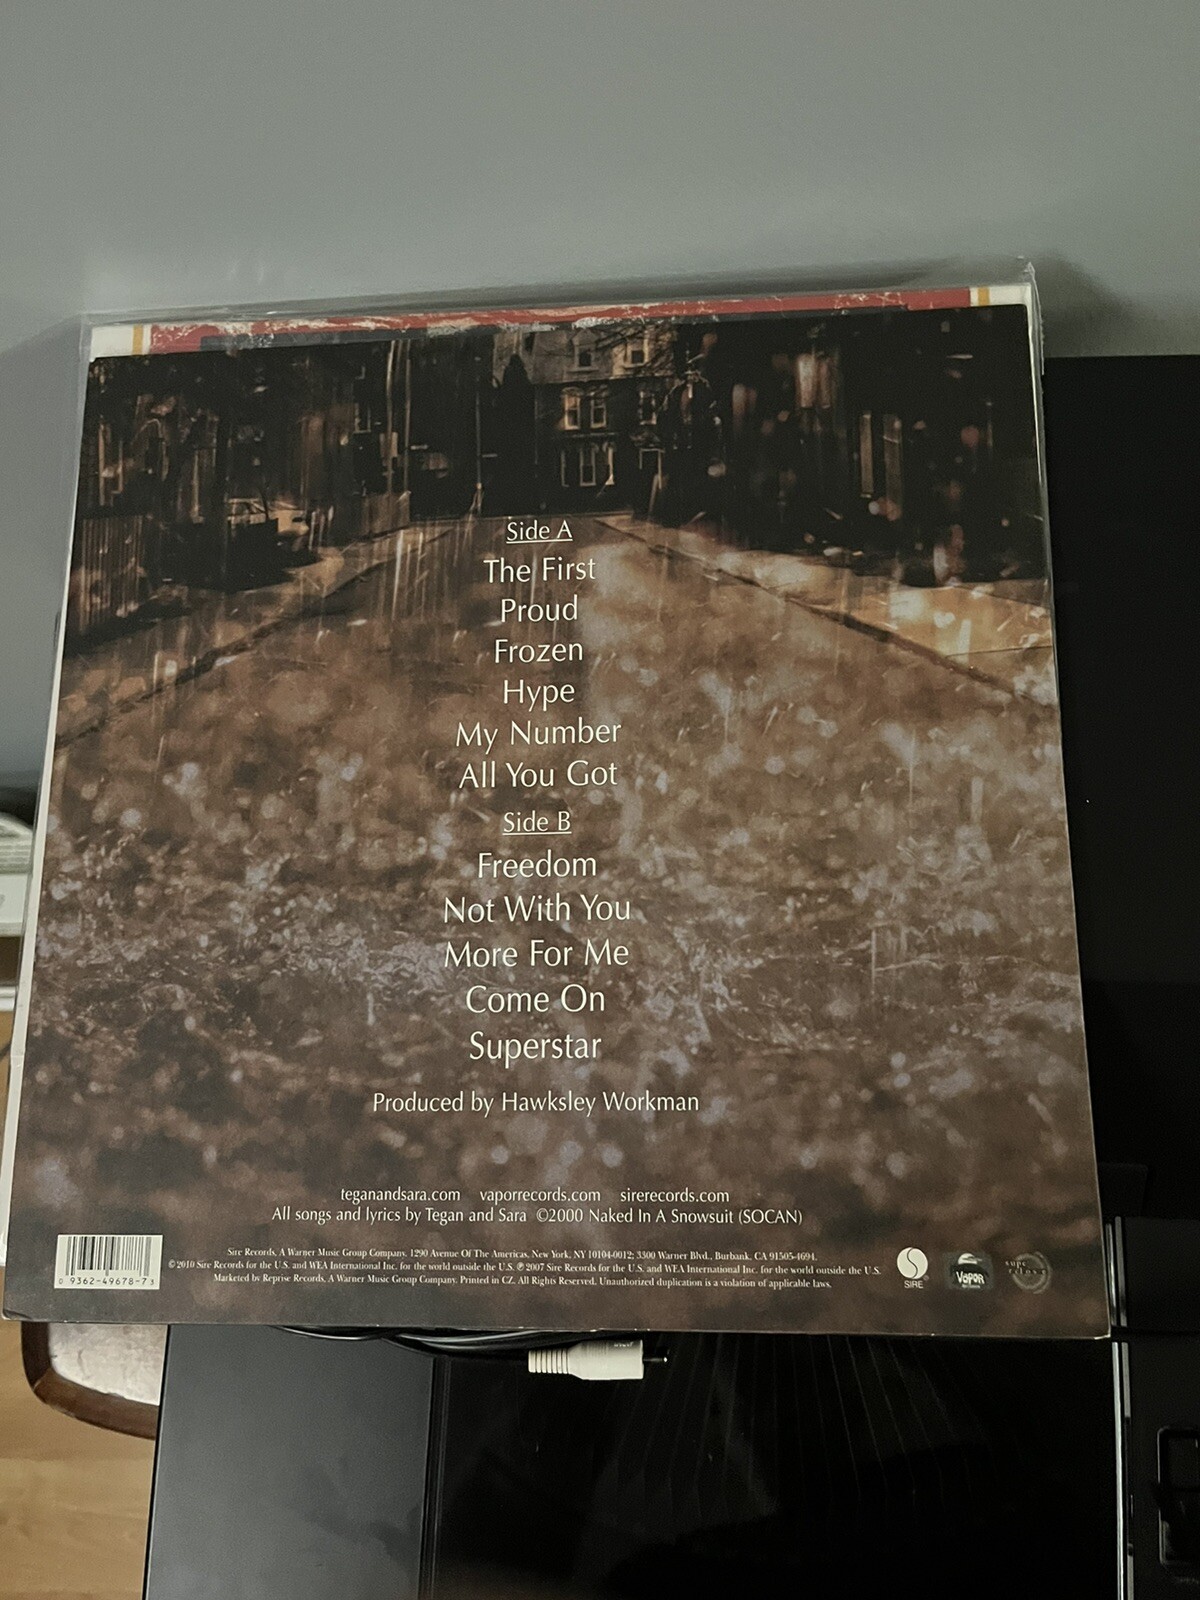 Side A
The First
Proud
Frozen
Hype
My Number
All You Got
Side B
Freedom
Not With You
More For Me
Come On
Superstar
Produced by Hawksley Workman
teganandsara.com vaporrecords.com sirerecords.com
All songs and lyrics by Tegan and Sara ©2000 Naked In A Snowsuit (SOCAN)
Sire Records, A Warner Music Group Company, 1290 Avenue Of The Americas, New York, NY 10104-0012; 3300 Warner Blvd., Burbank, CA 91505-4694.
©2010 Sire Records for the U.S. and WEA International Inc. for the world outside the U.S. ℗2007 Sire Records for the U.S. and WEA International Inc. for the world outside the U.S.
Marketed by Reprise Records, A Warner Music Group Company. Printed in CZ. All Rights Reserved. Unauthorized duplication is a violation of applicable laws.
0 9362-49678-7 3
SIRE
VAPOR